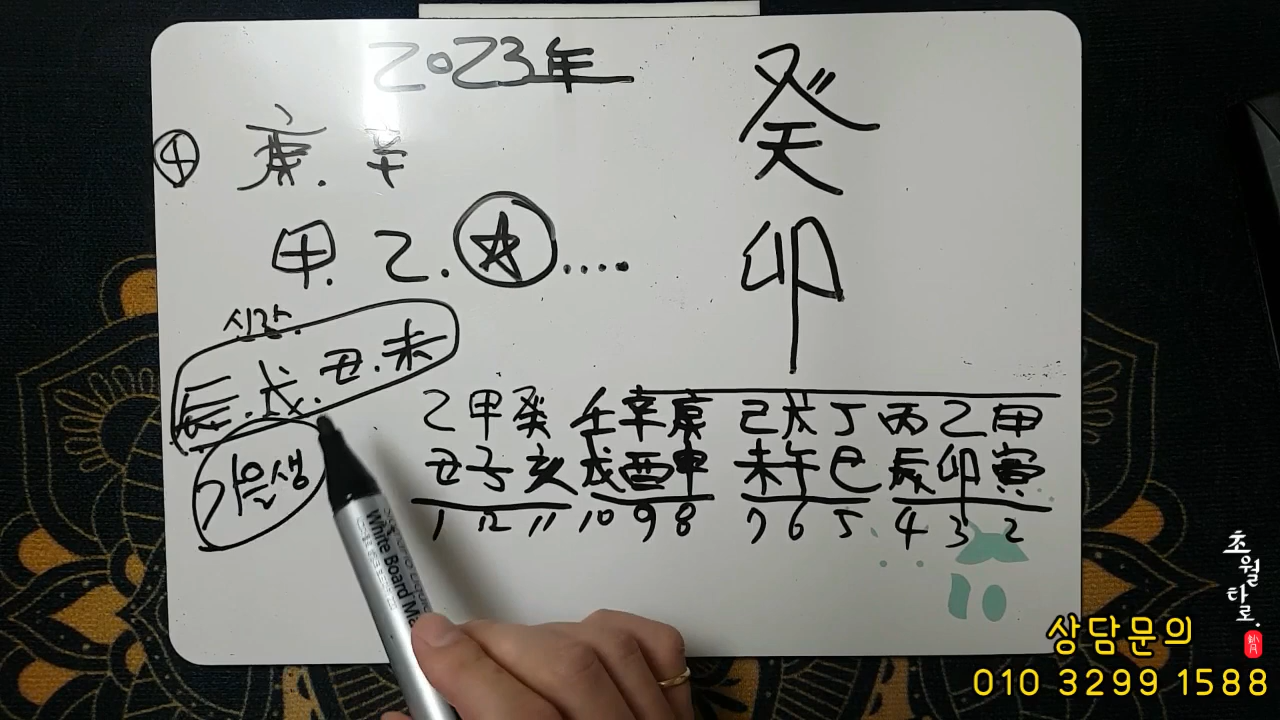 2023年
癸
卯
庚. 辛
甲. 乙. ....
시간.
辰. 戌. 丑. 未
가을생
乙 甲 癸 壬 辛 庚 己 戊 丁 丙 乙 甲
丑 子 亥 戌 酉 申 未 午 巳 辰 卯 寅
1 12 11 10 9 8 7 6 5 4 3 2
White Board Ma
초월타로.
상담문의
010 3299 1588